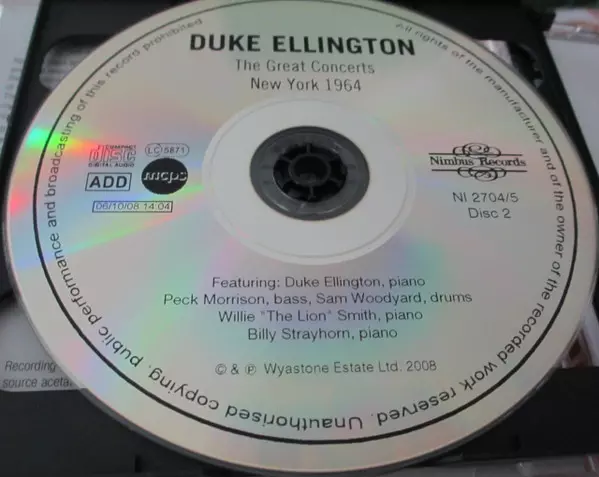 DUKE ELLINGTON
The Great Concerts
New York 1964
COMPACT
disc
DIGITAL AUDIO
LC 5871
ADD
mcps
06/10/08 14:04
Nimbus Records
NI 2704/5
Disc 2
Featuring: Duke Ellington, piano
Peck Morrison, bass, Sam Woodyard, drums
Willie "The Lion" Smith, piano
Billy Strayhorn, piano
© & ℗ Wyastone Estate Ltd. 2008
All rights of the manufacturer and of the owner of the recorded work reserved. Unauthorised copying, public performance and broadcasting of this record prohibited
Recording
source aceta